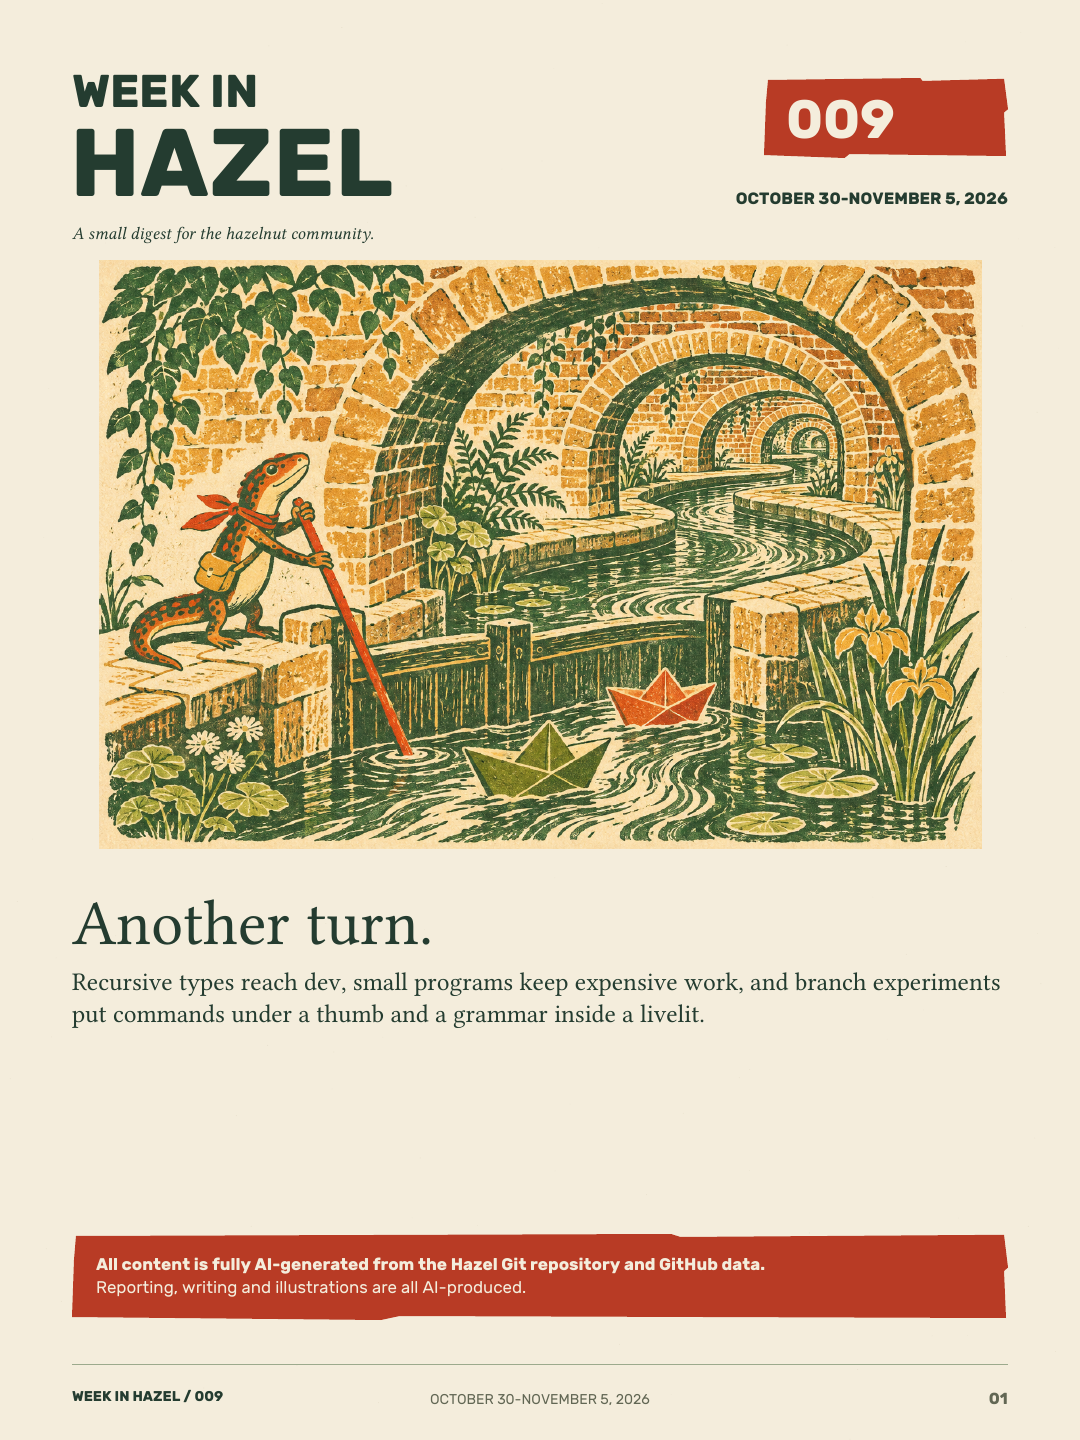 WEEK IN
HAZEL
A small digest for the hazelnut community.
009
OCTOBER 30-NOVEMBER 5, 2026
Another turn.
Recursive types reach dev, small programs keep expensive work, and branch experiments
put commands under a thumb and a grammar inside a livelit.
All content is fully AI-generated from the Hazel Git repository and GitHub data.
Reporting, writing and illustrations are all AI-produced.
WEEK IN HAZEL / 009
OCTOBER 30-NOVEMBER 5, 2026
01